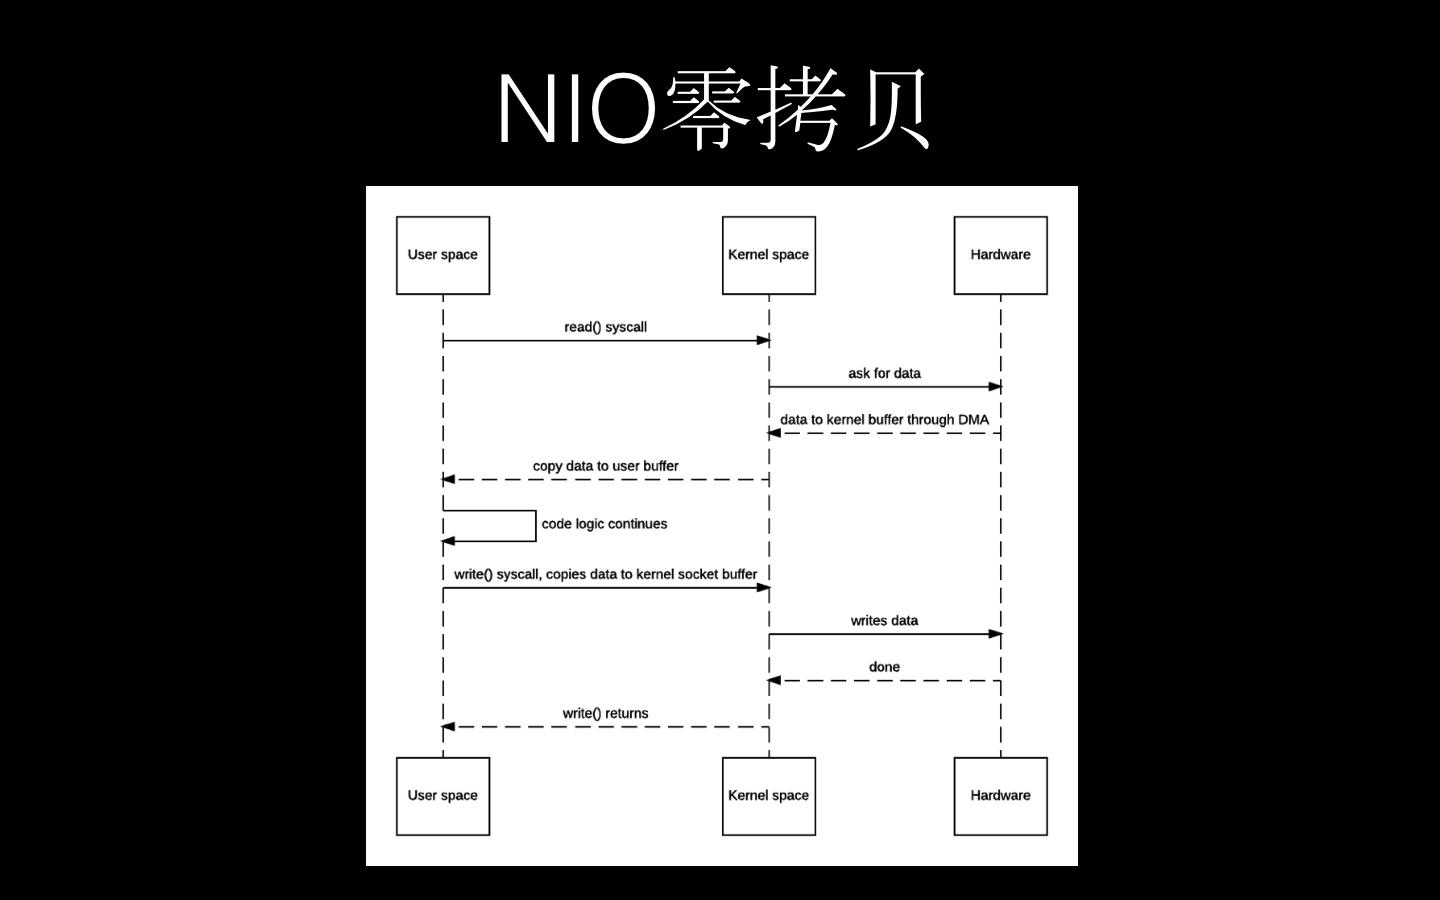 NIO零拷贝
User space
Kernel space
Hardware
read() syscall
ask for data
data to kernel buffer through DMA
copy data to user buffer
code logic continues
write() syscall, copies data to kernel socket buffer
writes data
done
write() returns
User space
Kernel space
Hardware